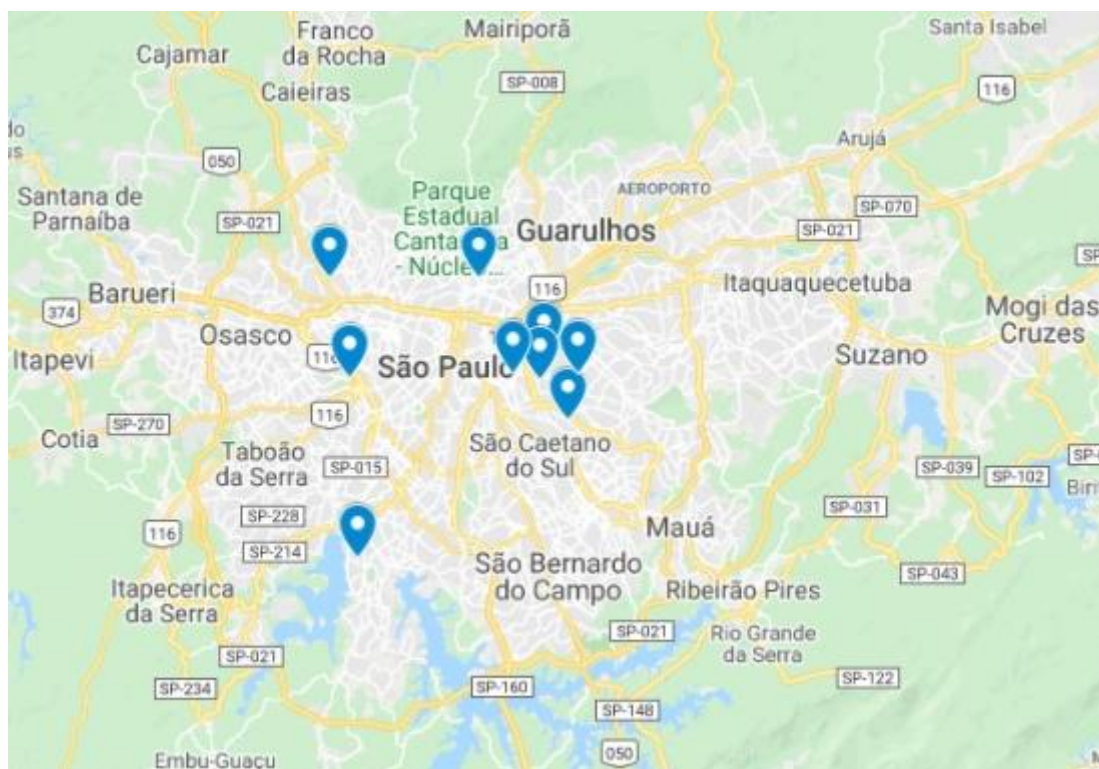 Franco
da Rocha
Mairiporã
Santa Isabel
Cajamar
SP-008
116
Caieiras
do
us
050
Arujá
Santana de
Parnaíba
Parque
Estadual
Núcle...
AEROPORTO
SP-021
Guarulhos
SP-070
SP-021
116
Itaquaquecetuba
Barueri
374
Mogi das
Cruzes
Osasco
Itapevi
São Paulo
Suzano
116
SP-270
Cotia
São Caetano
do Sul
Taboão
da Serra
SP-015
SP-039
SP-102
SP-228
SP-031
116
SP-214
Mauá
São Bernardo
do Campo
SP-043
Itapecerica
da Serra
Ribeirão Pires
SP-021
Rio Grande
da Serra
SP-021
SP-234
SP-160
SP-122
SP-148
Embu-Guaçu
050